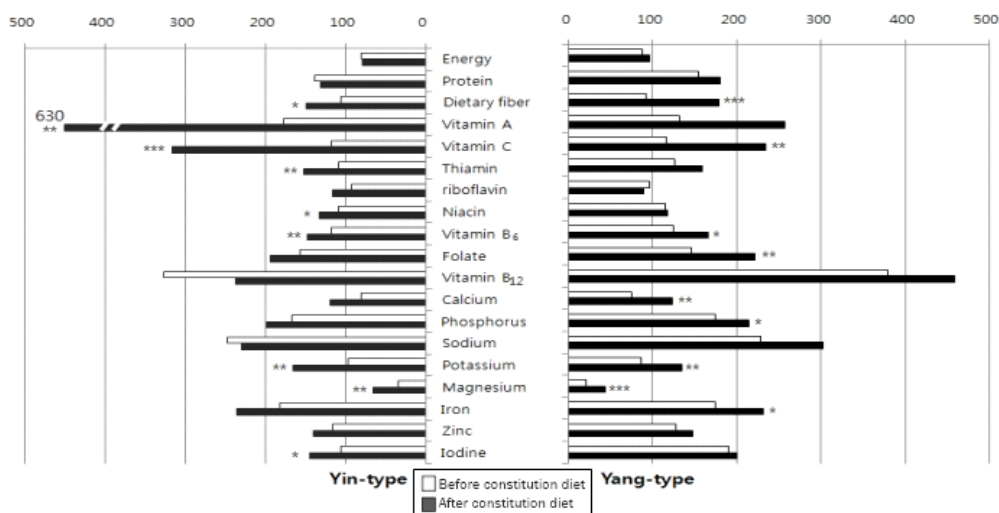 500 400 300 200 100 0 0 100 200 300 400 500
Energy
Protein
* Dietary fiber ***
630
** Vitamin A
*** Vitamin C **
** Thiamin
riboflavin
* Niacin
** Vitamin B6 *
Folate **
Vitamin B12
Calcium **
Phosphorus *
Sodium
** Potassium **
** Magnesium ***
Iron *
Zinc
* Iodine
Yin-type Yang-type
Before constitution diet
After constitution diet